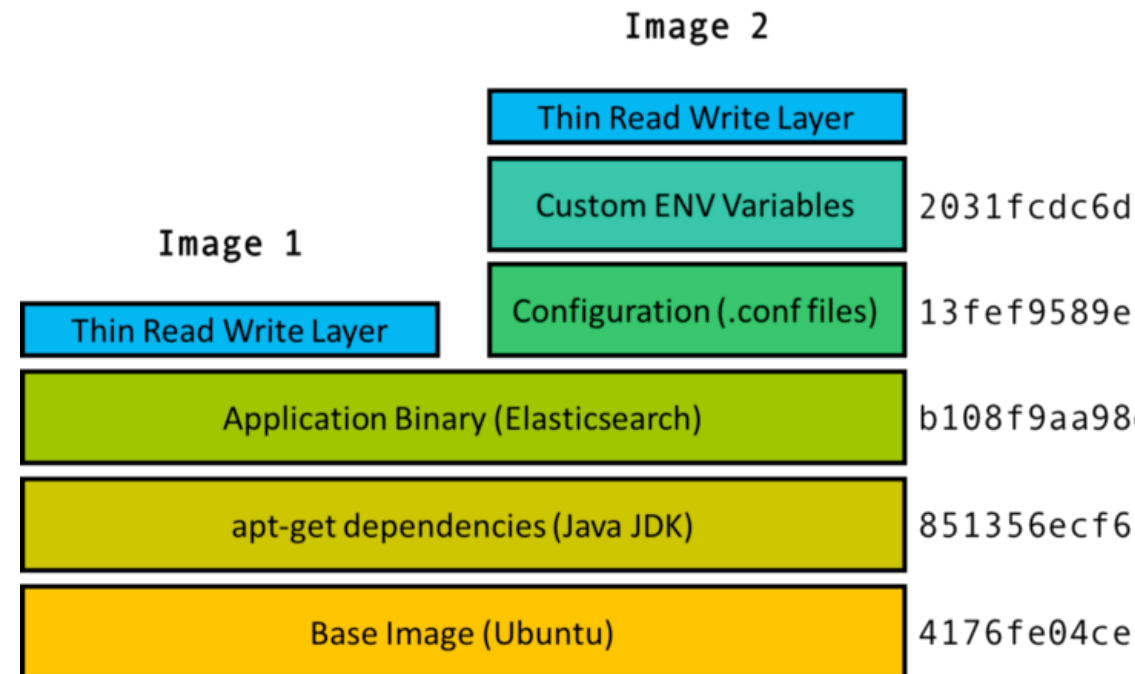 Image 2
Thin Read Write Layer
Custom ENV Variables 2031fcdc6d
Image 1
Configuration (.conf files) 13fef9589e
Thin Read Write Layer
Application Binary (Elasticsearch) b108f9aa98
apt-get dependencies (Java JDK) 851356ecf6
Base Image (Ubuntu) 4176fe04ce